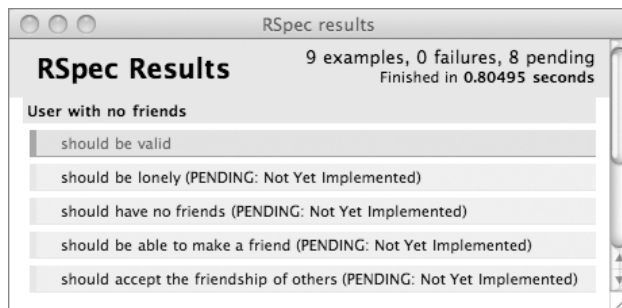 RSpec results
RSpec Results
9 examples, 0 failures, 8 pending
Finished in 0.80495 seconds
User with no friends
should be valid
should be lonely (PENDING: Not Yet Implemented)
should have no friends (PENDING: Not Yet Implemented)
should be able to make a friend (PENDING: Not Yet Implemented)
should accept the friendship of others (PENDING: Not Yet Implemented)